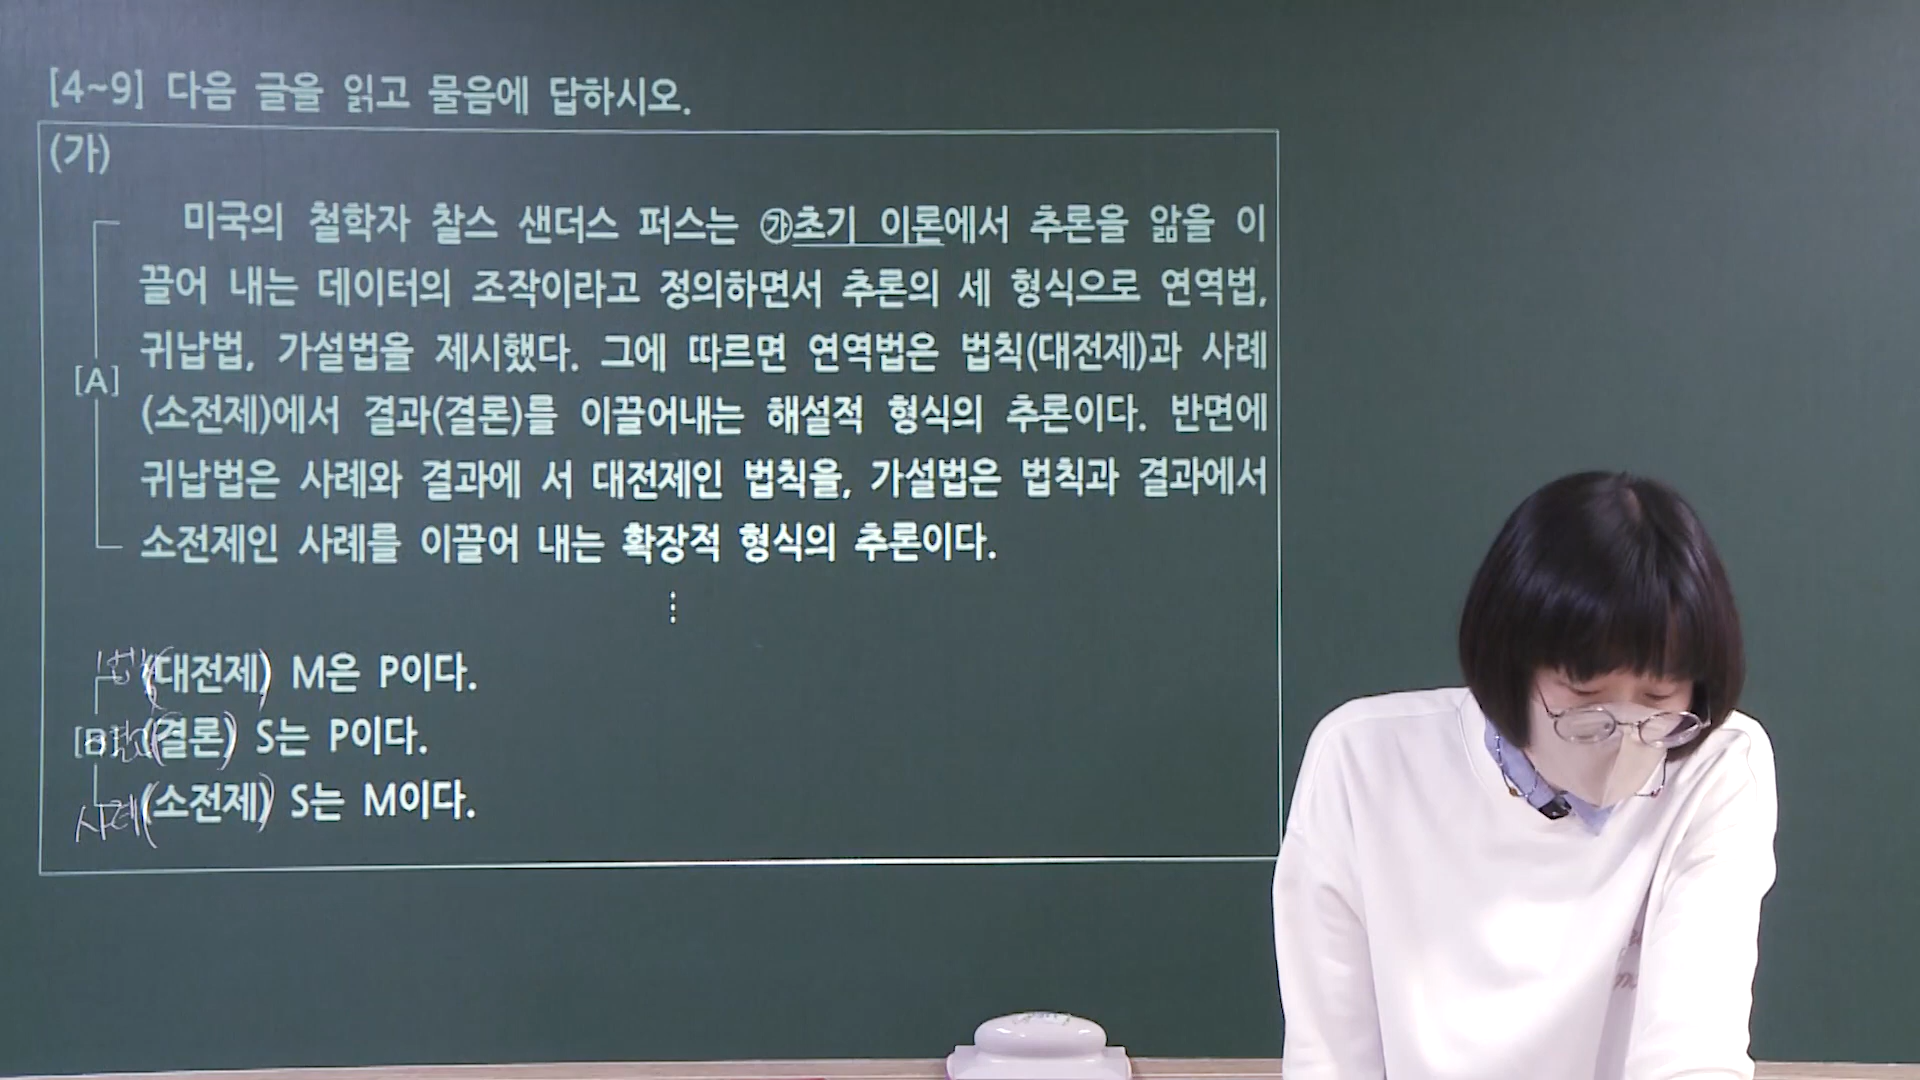 [4~9] 다음 글을 읽고 물음에 답하시오.
(가)
미국의 철학자 찰스 샌더스 퍼스는 ㉮초기 이론에서 추론을 앎을 이
끌어 내는 데이터의 조작이라고 정의하면서 추론의 세 형식으로 연역법,
귀납법, 가설법을 제시했다. 그에 따르면 연역법은 법칙(대전제)과 사례
[A]
(소전제)에서 결과(결론)를 이끌어내는 해설적 형식의 추론이다. 반면에
귀납법은 사례와 결과에 서 대전제인 법칙을, 가설법은 법칙과 결과에서
소전제인 사례를 이끌어 내는 확장적 형식의 추론이다.
⋮
(대전제) M은 P이다.
[B] (결론) S는 P이다.
사례 (소전제) S는 M이다.